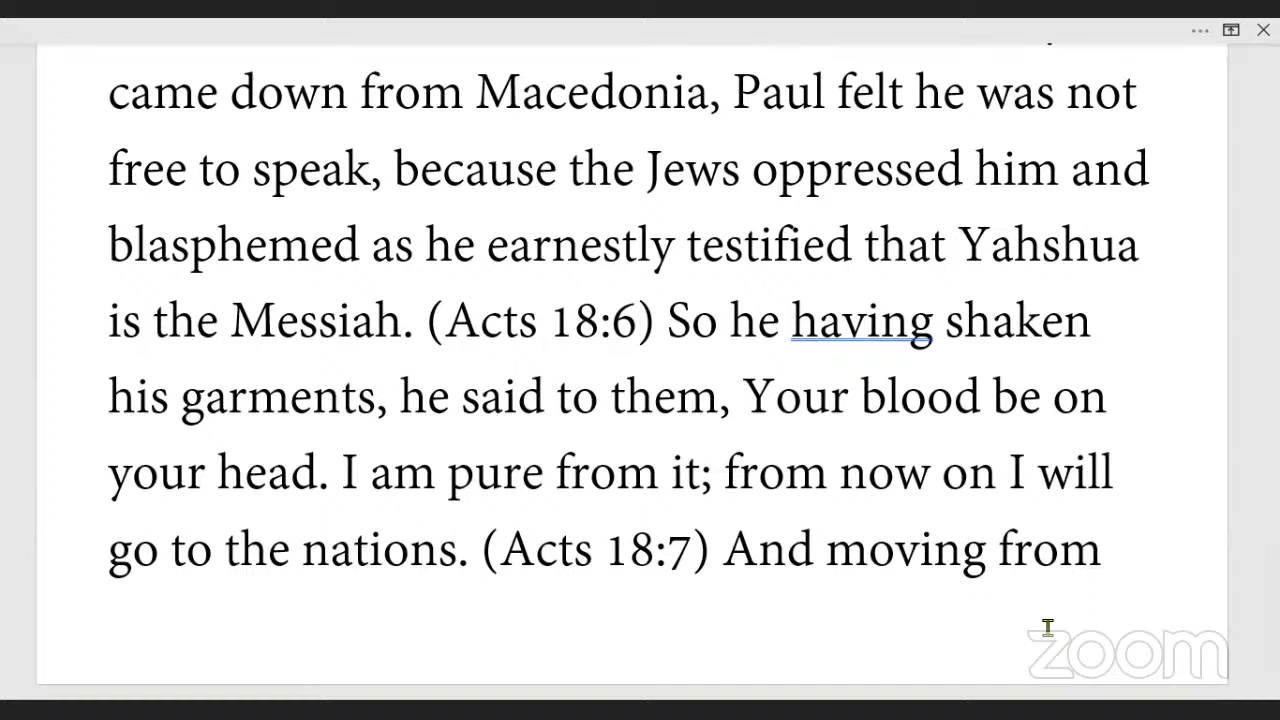 came down from Macedonia, Paul felt he was not
free to speak, because the Jews oppressed him and
blasphemed as he earnestly testified that Yahshua
is the Messiah. (Acts 18:6) So he having shaken
his garments, he said to them, Your blood be on
your head. I am pure from it; from now on I will
go to the nations. (Acts 18:7) And moving from
zoom